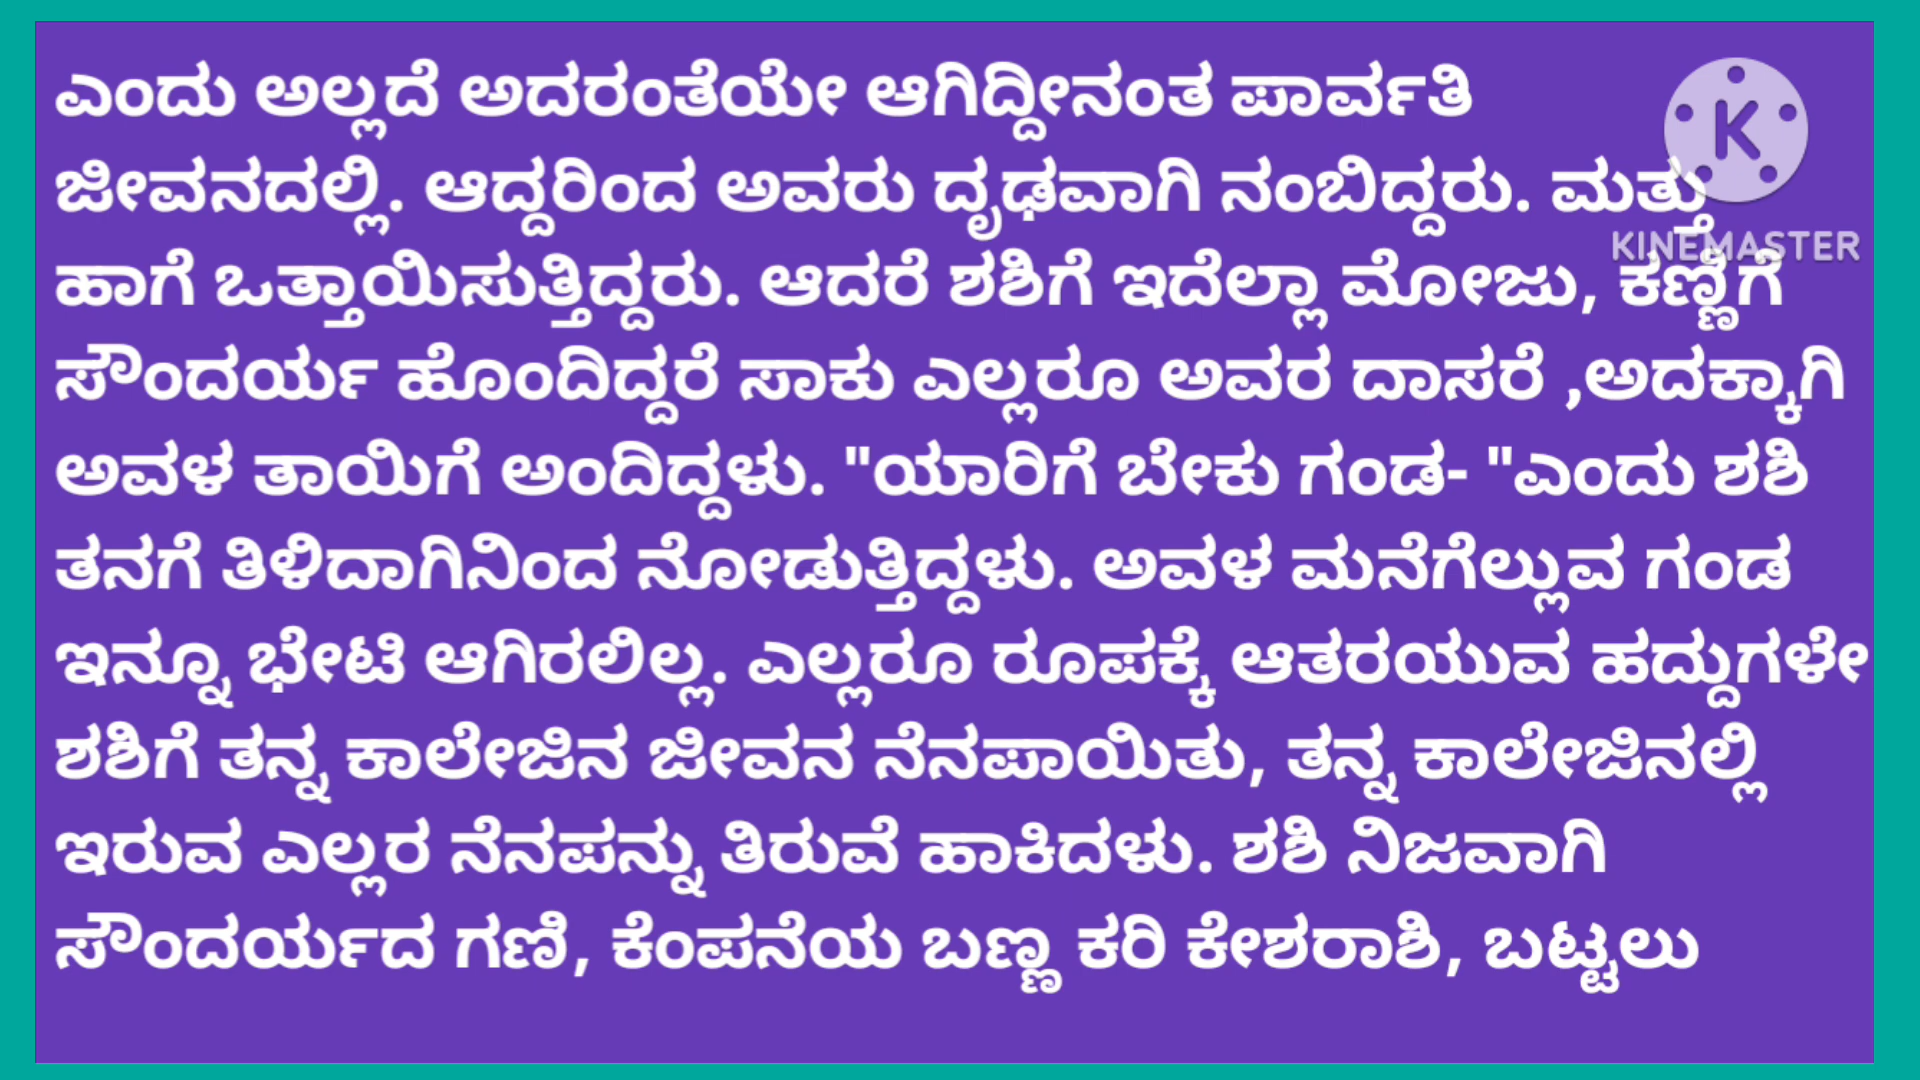 ಎಂದು ಅಲ್ಲದೆ ಅದರಂತೆಯೇ ಆಗಿದ್ದೀನಂತ ಪಾರ್ವತಿ
ಜೀವನದಲ್ಲಿ. ಆದ್ದರಿಂದ ಅವರು ದೃಢವಾಗಿ ನಂಬಿದ್ದರು. ಮತ್ತು
ಹಾಗೆ ಒತ್ತಾಯಿಸುತ್ತಿದ್ದರು. ಆದರೆ ಶಶಿಗೆ ಇದೆಲ್ಲಾ ಮೋಜು, ಕಣ್ಣಿಗೆ
ಸೌಂದರ್ಯ ಹೊಂದಿದ್ದರೆ ಸಾಕು ಎಲ್ಲರೂ ಅವರ ದಾಸರೆ ,ಅದಕ್ಕಾಗಿ
ಅವಳ ತಾಯಿಗೆ ಅಂದಿದ್ದಳು. "ಯಾರಿಗೆ ಬೇಕು ಗಂಡ- "ಎಂದು ಶಶಿ
ತನಗೆ ತಿಳಿದಾಗಿನಿಂದ ನೋಡುತ್ತಿದ್ದಳು. ಅವಳ ಮನೆಗೆಲ್ಲುವ ಗಂಡ
ಇನ್ನೂ ಭೇಟಿ ಆಗಿರಲಿಲ್ಲ. ಎಲ್ಲರೂ ರೂಪಕ್ಕೆ ಆತರಯುವ ಹದ್ದುಗಳೇ
ಶಶಿಗೆ ತನ್ನ ಕಾಲೇಜಿನ ಜೀವನ ನೆನಪಾಯಿತು, ತನ್ನ ಕಾಲೇಜಿನಲ್ಲಿ
ಇರುವ ಎಲ್ಲರ ನೆನಪನ್ನು ತಿರುವೆ ಹಾಕಿದಳು. ಶಶಿ ನಿಜವಾಗಿ
ಸೌಂದರ್ಯದ ಗಣಿ, ಕೆಂಪನೆಯ ಬಣ್ಣ ಕರಿ ಕೇಶರಾಶಿ, ಬಟ್ಟಲು
K
KINEMASTER